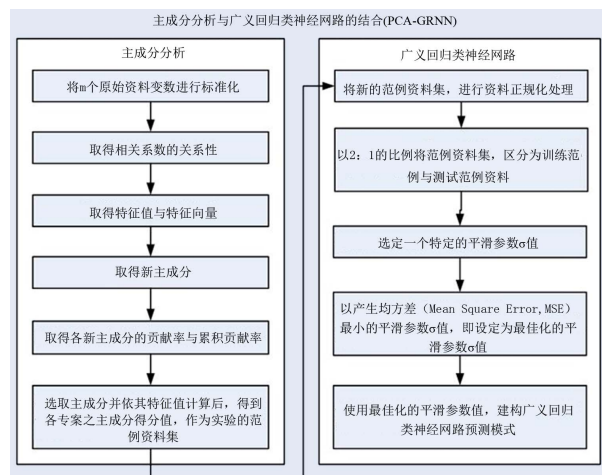 主成分分析与广义回归类神经网路的结合(PCA-GRNN)
主成分分析
将m个原始资料变数进行标准化
取得相关系数的关系性
取得特征值与特征向量
取得新主成分
取得各新主成分的贡献率与累积贡献率
选取主成分并依其特征值计算后，得到
各专案之主成分得分值，作为实验的范
例资料集
广义回归类神经网路
将新的范例资料集，进行资料正规化处理
以2：1的比例将范例资料集，区分为训练范
例与测试范例资料
选定一个特定的平滑参数σ值
以产生均方差（Mean Square Error,MSE）
最小的平滑参数σ值，即设定为最佳化的平
滑参数σ值
使用最佳化的平滑参数值，建构广义回归
类神经网路预测模式